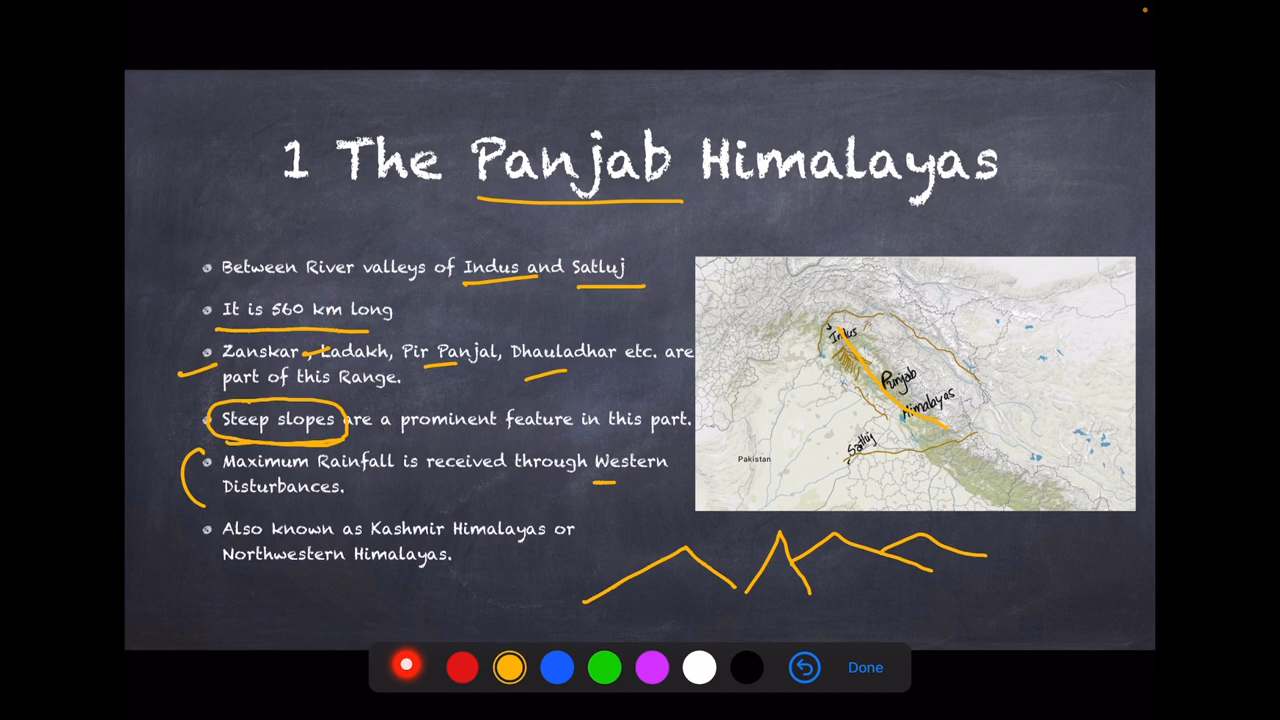 1 The Panjab Himalayas
Between River valleys of Indus and Satluj
It is 560 km long
Zanskar , Ladakh, Pir Panjal, Dhauladhar etc. are
part of this Range.
Steep slopes are a prominent feature in this part.
Maximum Rainfall is received through Western
Disturbances.
Also known as Kashmir Himalayas or
Northwestern Himalayas.
Indus
Punjab
Himalayas
Satluj
Pakistan
Done